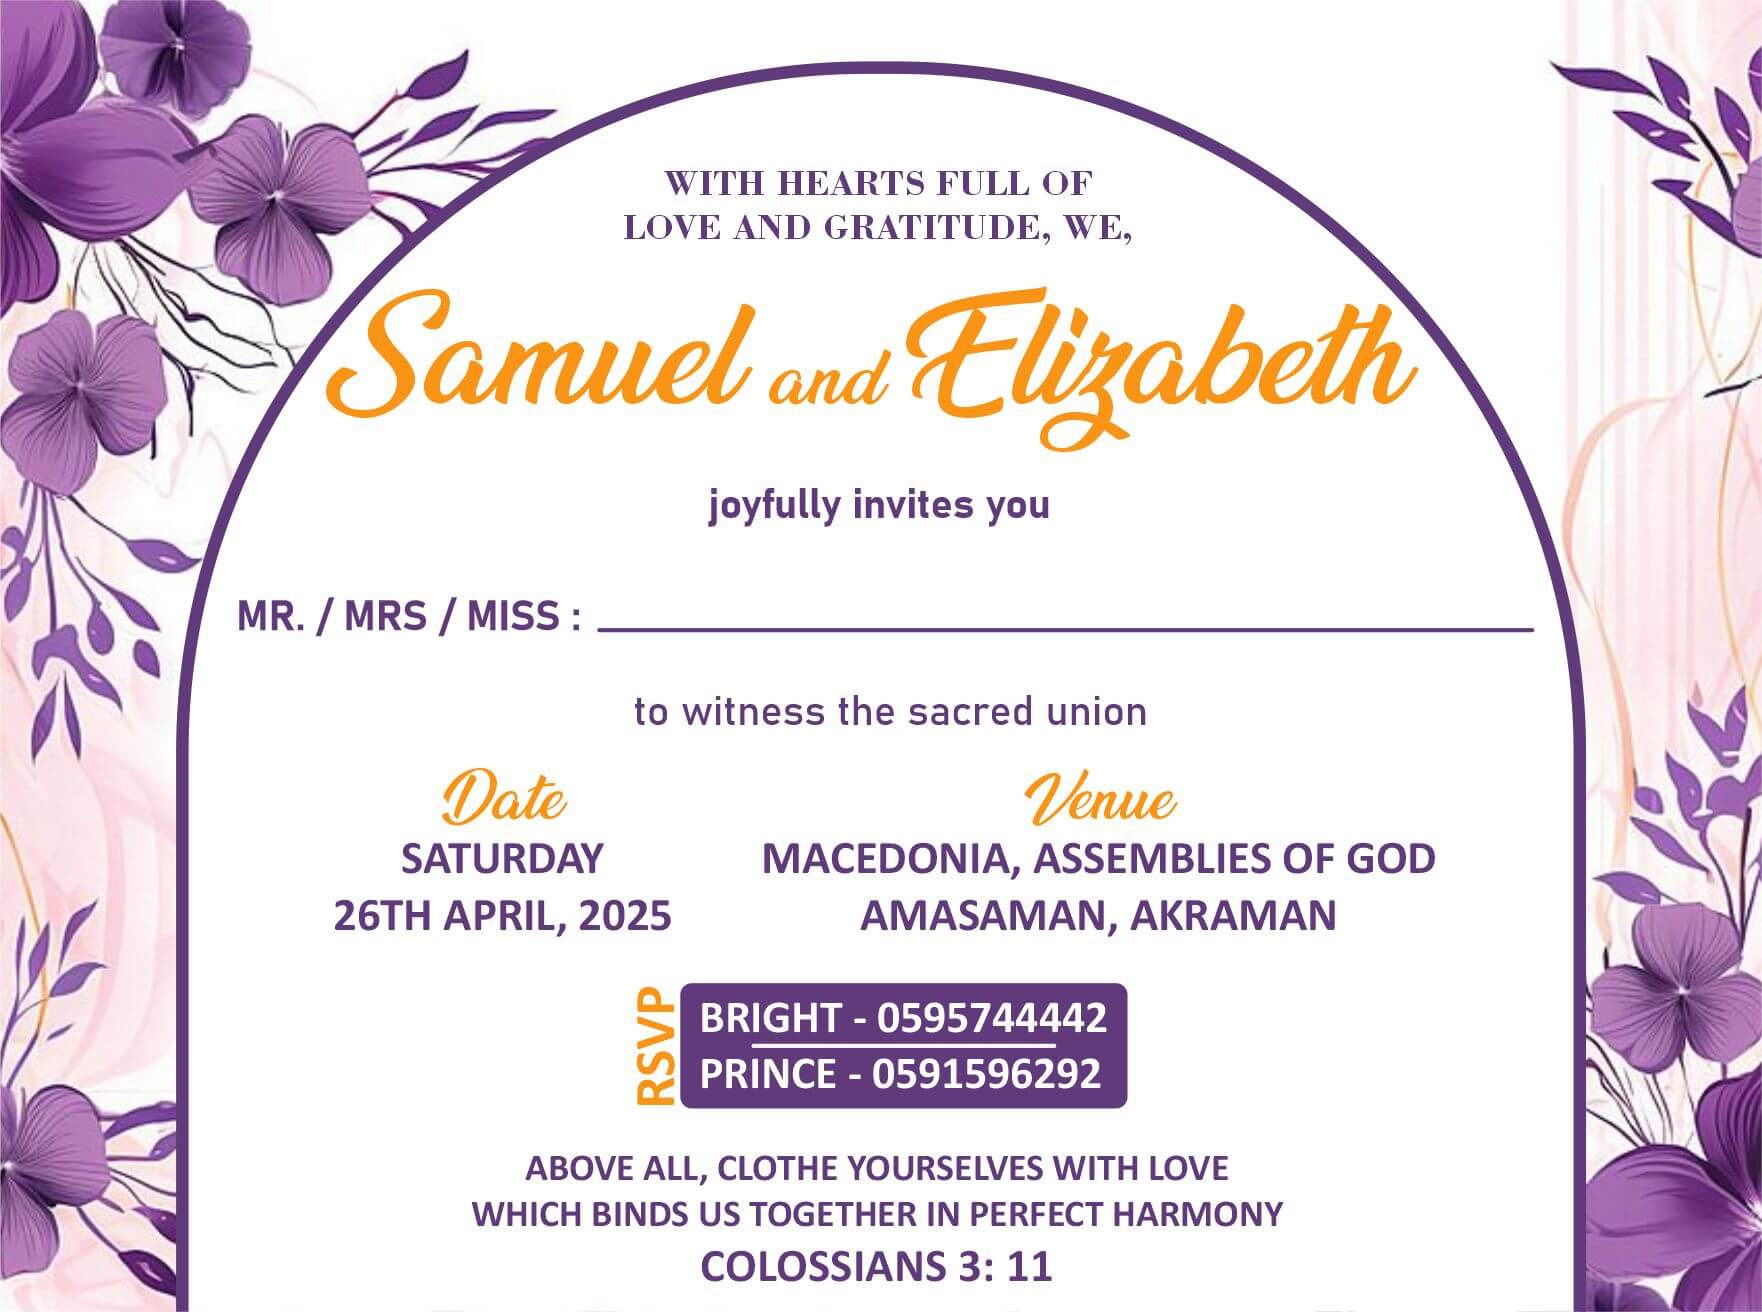 WITH HEARTS FULL OF
LOVE AND GRATITUDE, WE,
Samuel and Elizabeth
joyfully invites you
MR. / MRS / MISS :
to witness the sacred union
Date
SATURDAY
26TH APRIL, 2025
Venue
MACEDONIA, ASSEMBLIES OF GOD
AMASAMAN, AKRAMAN
RSVP
BRIGHT - 0595744442
PRINCE - 0591596292
ABOVE ALL, CLOTHE YOURSELVES WITH LOVE
WHICH BINDS US TOGETHER IN PERFECT HARMONY
COLOSSIANS 3: 11